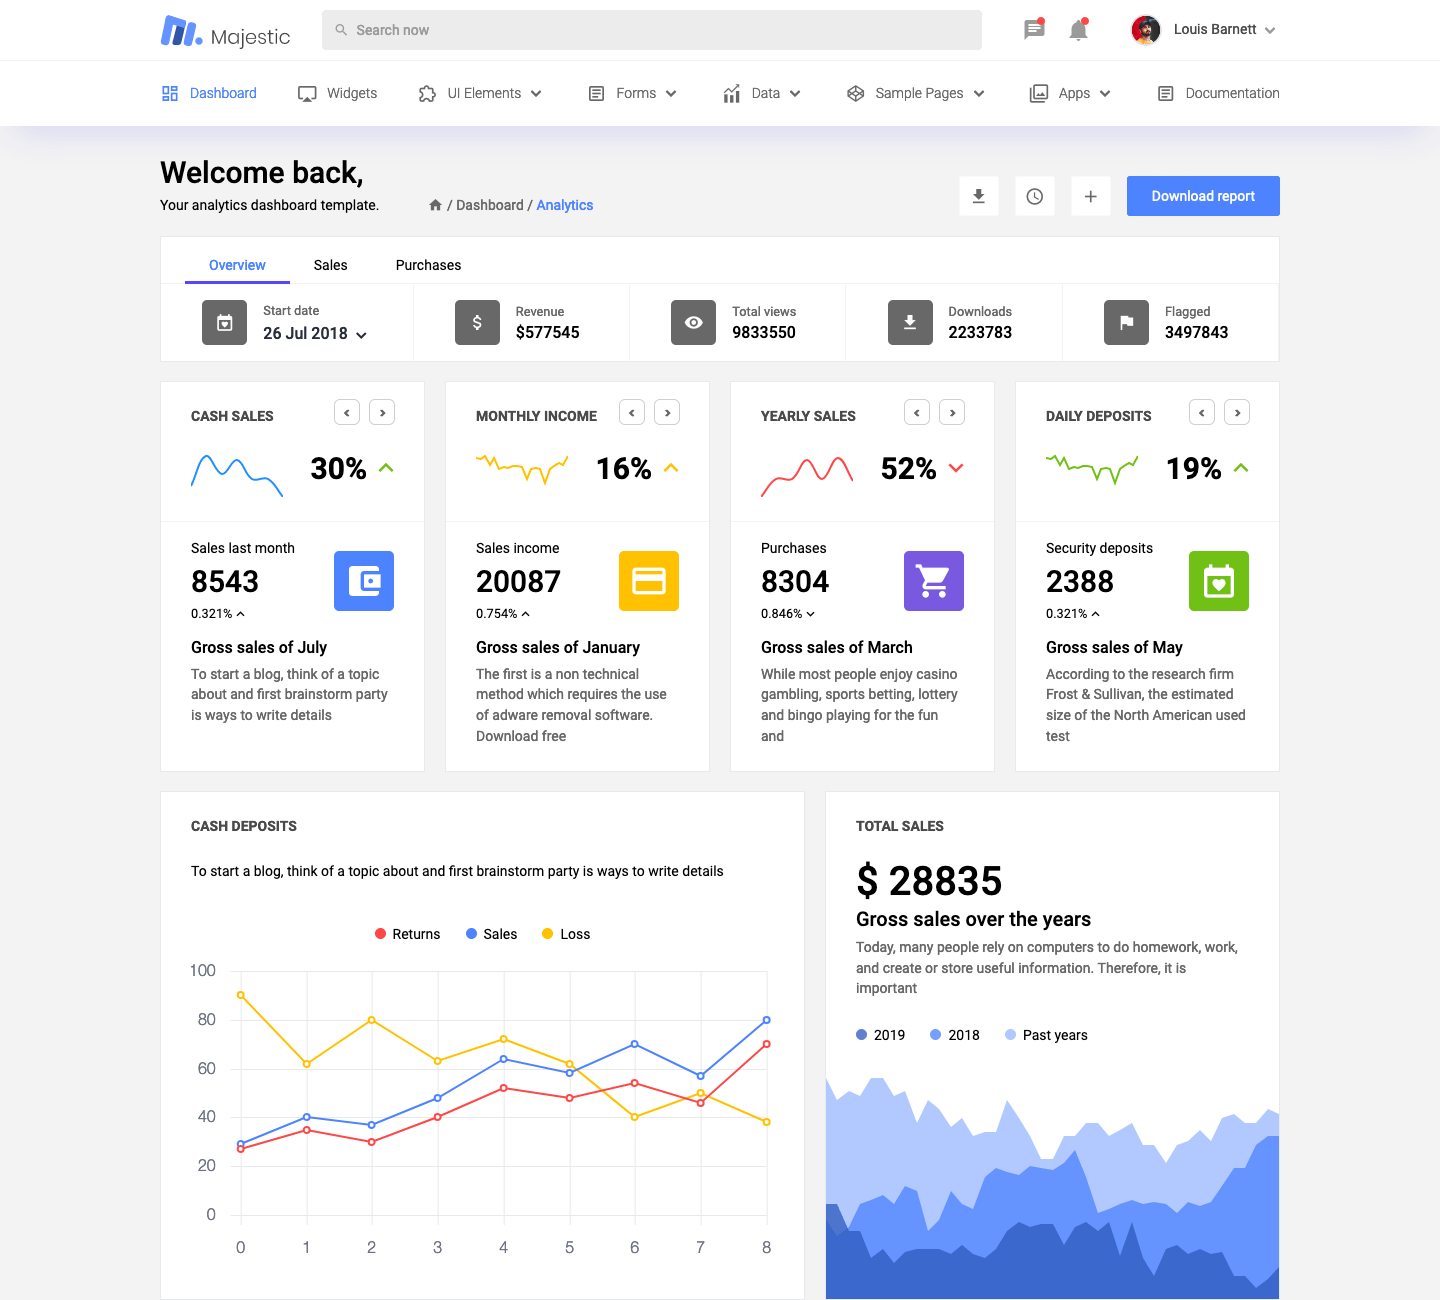 Majestic
Search now
Louis Barnett
Dashboard
Widgets
UI Elements
Forms
Data
Sample Pages
Apps
Documentation
Welcome back,
Your analytics dashboard template.
/ Dashboard / Analytics
Download report
Overview
Sales
Purchases
Start date
26 Jul 2018
Revenue
$577545
Total views
9833550
Downloads
2233783
Flagged
3497843
CASH SALES
30%
Sales last month
8543
0.321%
Gross sales of July
To start a blog, think of a topic
about and first brainstorm party
is ways to write details
MONTHLY INCOME
16%
Sales income
20087
0.754%
Gross sales of January
The first is a non technical
method which requires the use
of adware removal software.
Download free
YEARLY SALES
52%
Purchases
8304
0.846%
Gross sales of March
While most people enjoy casino
gambling, sports betting, lottery
and bingo playing for the fun
and
DAILY DEPOSITS
19%
Security deposits
2388
0.321%
Gross sales of May
According to the research firm
Frost & Sullivan, the estimated
size of the North American used
test
CASH DEPOSITS
To start a blog, think of a topic about and first brainstorm party is ways to write details
Returns
Sales
Loss
100
80
60
40
20
0
0 1 2 3 4 5 6 7 8
TOTAL SALES
$ 28835
Gross sales over the years
Today, many people rely on computers to do homework, work,
and create or store useful information. Therefore, it is
important
2019
2018
Past years